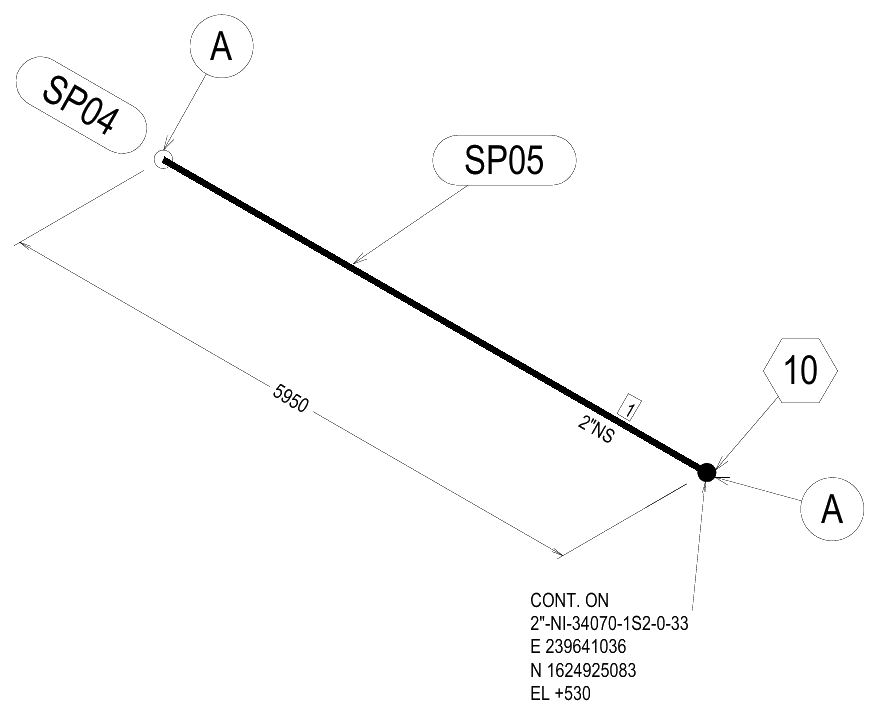 A
SP04
SP05
10
5950
1
2"NS
A
CONT. ON
2"-NI-34070-1S2-0-33
E 239641036
N 1624925083
EL +530